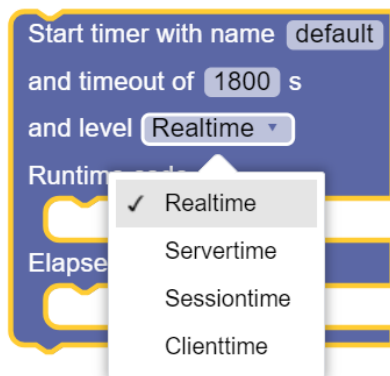 Start timer with name default
and timeout of 1800 s
and level Realtime
Realtime
Servertime
Sessiontime
Clienttime